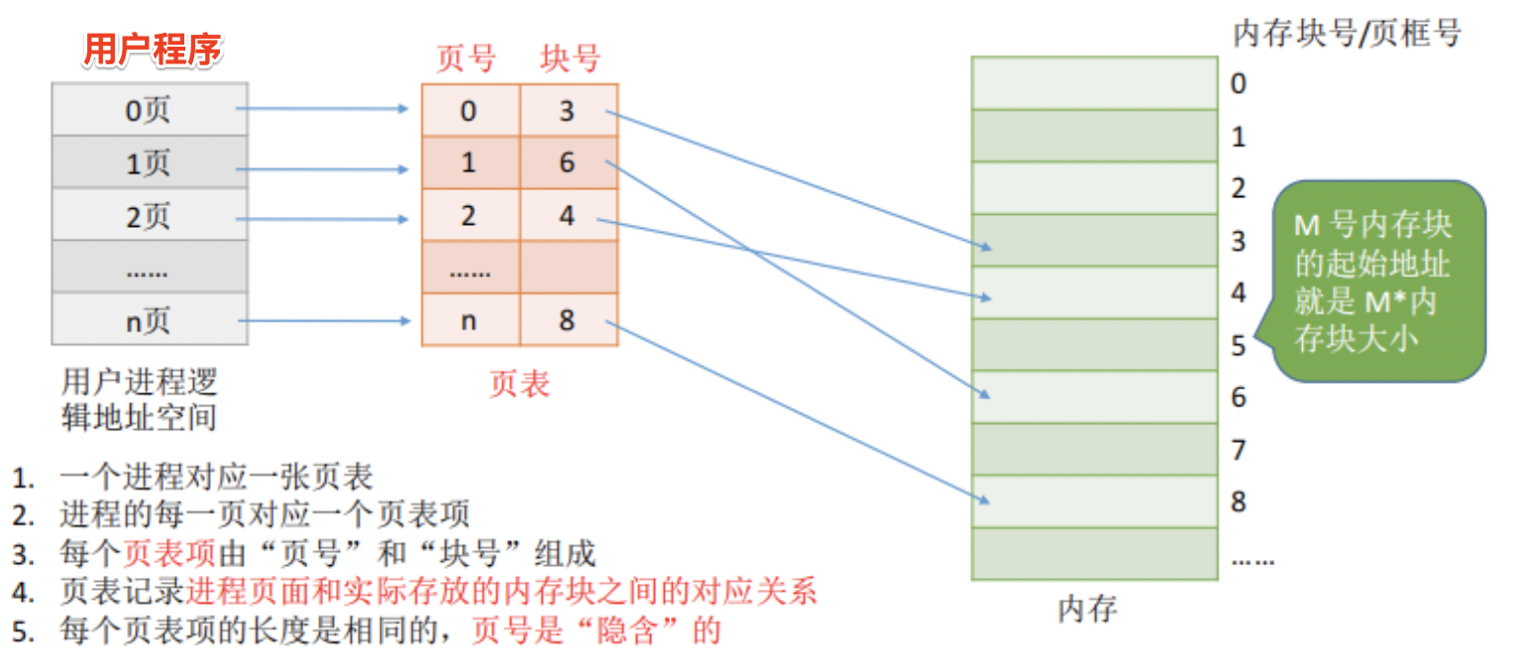 用户程序
0页
1页
2页
......
n页
用户进程逻
辑地址空间
页号 块号
0 3
1 6
2 4
......
n 8
页表
内存块号/页框号
0
1
2
3
4
5
6
7
8
......
内存
M 号内存块
的起始地址
就是 M*内
存块大小
1. 一个进程对应一张页表
2. 进程的每一页对应一个页表项
3. 每个页表项由“页号”和“块号”组成
4. 页表记录进程页面和实际存放的内存块之间的对应关系
5. 每个页表项的长度是相同的，页号是“隐含”的